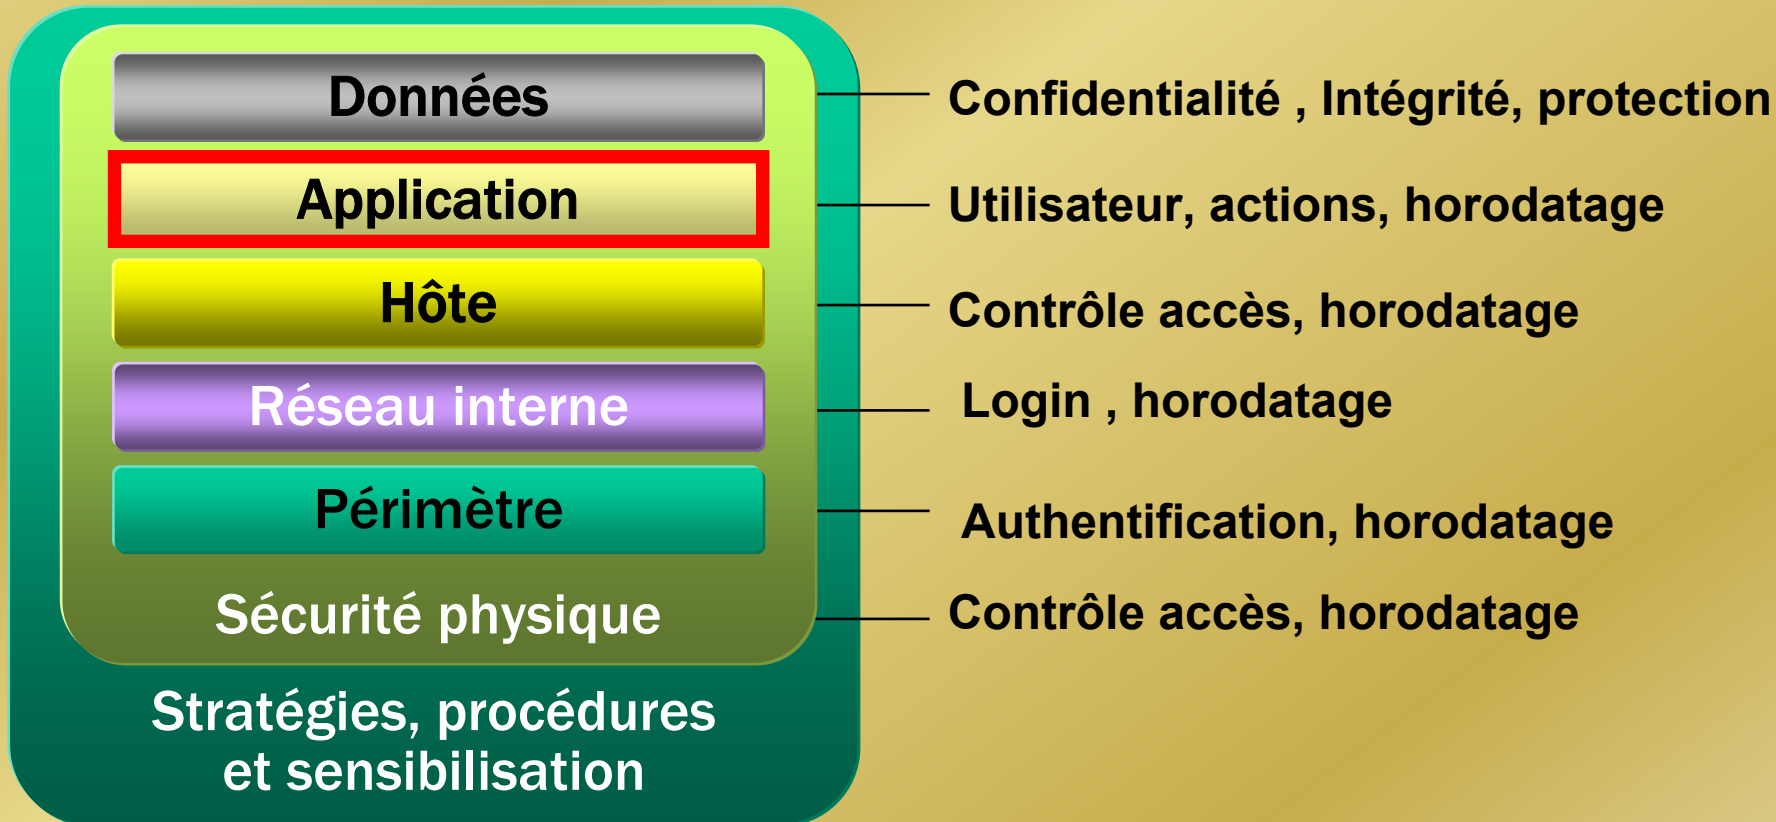 Données
Confidentialité , Intégrité, protection
Application
Utilisateur, actions, horodatage
Hôte
Contrôle accès, horodatage
Réseau interne
Login , horodatage
Périmètre
Authentification, horodatage
Sécurité physique
Contrôle accès, horodatage
Stratégies, procédures
et sensibilisation